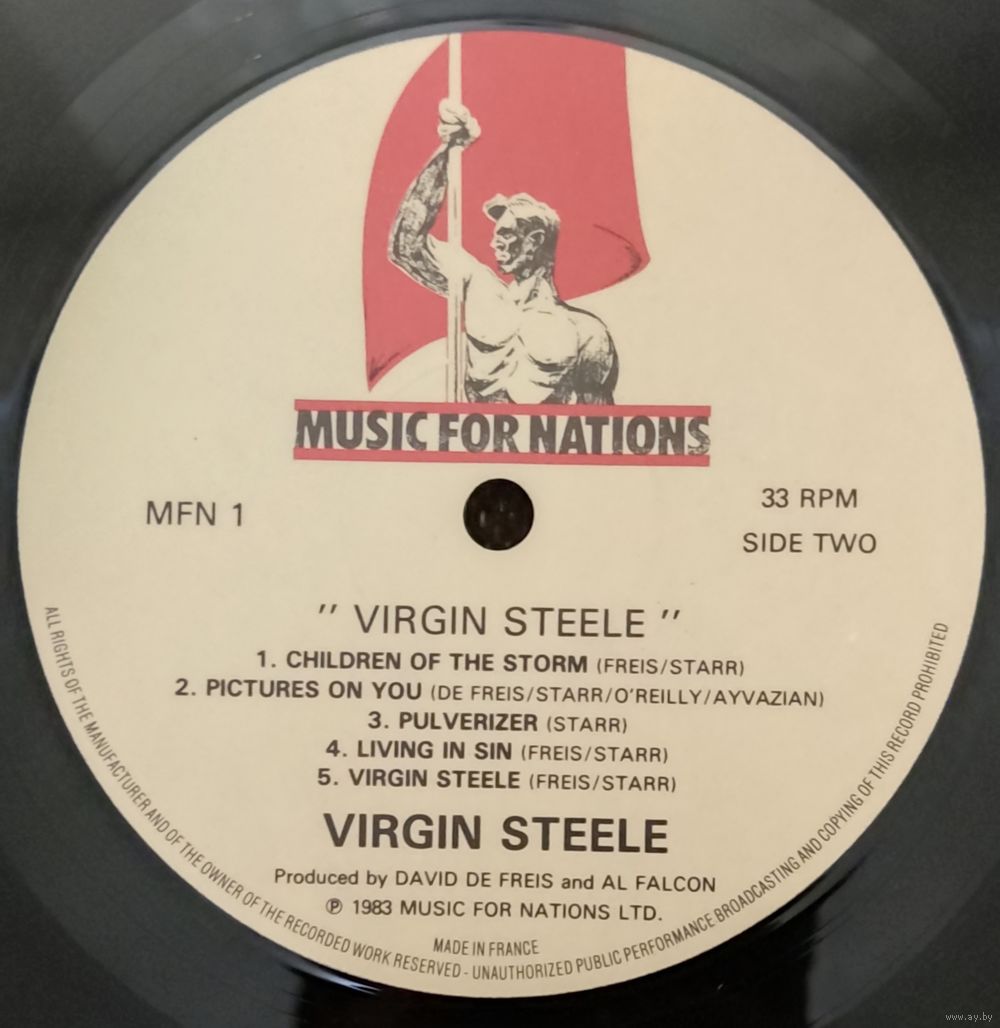 MUSIC FOR NATIONS
MFN 1
33 RPM
SIDE TWO
" VIRGIN STEELE "
1. CHILDREN OF THE STORM (FREIS/STARR)
2. PICTURES ON YOU (DE FREIS/STARR/O'REILLY/AYVAZIAN)
3. PULVERIZER (STARR)
4. LIVING IN SIN (FREIS/STARR)
5. VIRGIN STEELE (FREIS/STARR)
VIRGIN STEELE
Produced by DAVID DE FREIS and AL FALCON
℗ 1983 MUSIC FOR NATIONS LTD.
MADE IN FRANCE
ALL RIGHTS OF THE MANUFACTURER AND OF THE OWNER OF THE RECORDED WORK RESERVED - UNAUTHORIZED PUBLIC PERFORMANCE BROADCASTING AND COPYING OF THIS RECORD PROHIBITED
www.ay.by